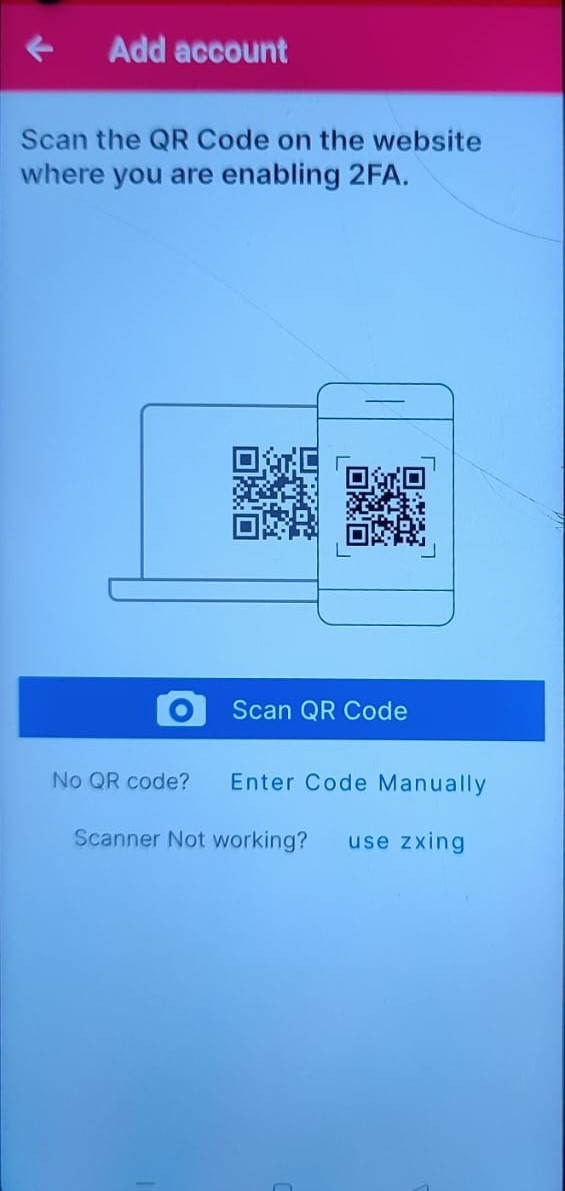 Add account
Scan the QR Code on the website
where you are enabling 2FA.
Scan QR Code
No QR code? Enter Code Manually
Scanner Not working? use zxing